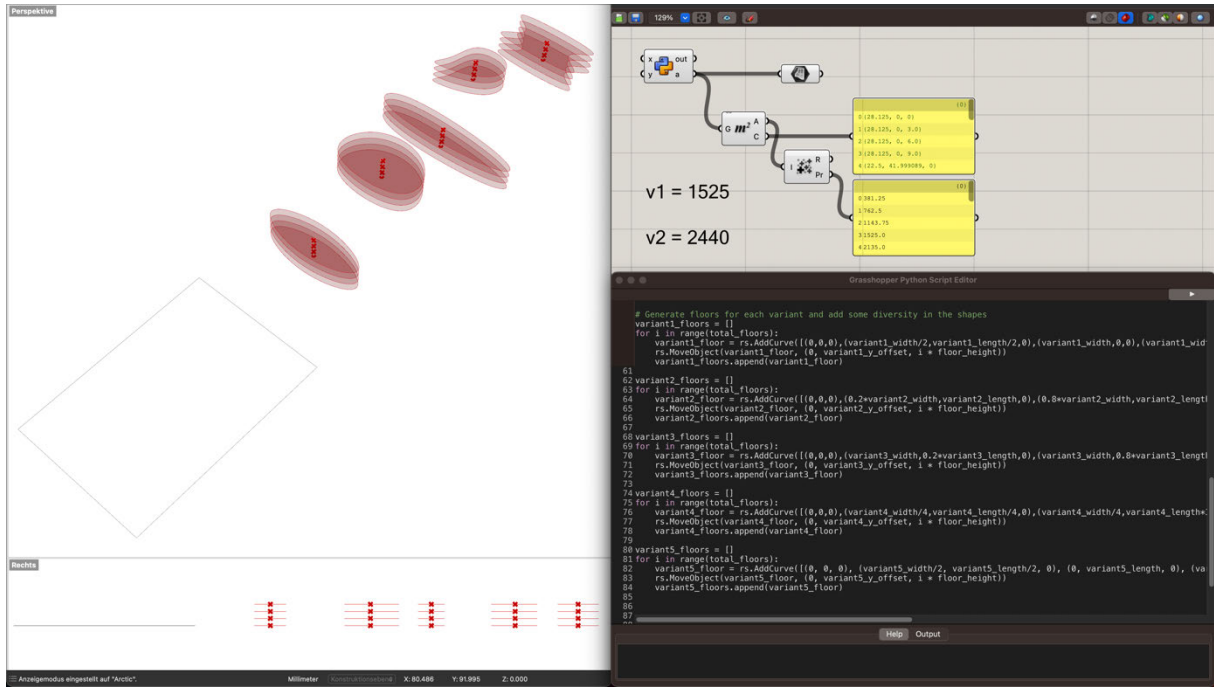 Perspektive
Rechts
Anzeigemodus eingestellt auf "Arctic".
Millimeter
Konstruktionsebene
X: 80.486
Y: 91.995
Z: 0.000
129%
x
y
out
a
G
m²
A
C
I
R
Pr
v1 = 1525
v2 = 2440
{0}
0 {28.125, 0, 0}
1 {28.125, 0, 3.0}
2 {28.125, 0, 6.0}
3 {28.125, 0, 9.0}
4 {22.5, 41.999089, 0}
{0}
0 381.25
1 762.5
2 1143.75
3 1525.0
4 2135.0
Grasshopper Python Script Editor
# Generate floors for each variant and add some diversity in the shapes
variant1_floors = []
for i in range(total_floors):
variant1_floor = rs.AddCurve([(0,0,0),(variant1_width/2,variant1_length/2,0),(variant1_width,0,0),(variant1_wid
rs.MoveObject(variant1_floor, (0, variant1_y_offset, i * floor_height))
variant1_floors.append(variant1_floor)
61
62 variant2_floors = []
63 for i in range(total_floors):
64 variant2_floor = rs.AddCurve([(0,0,0),(0.2*variant2_width,variant2_length,0),(0.8*variant2_width,variant2_lengt
65 rs.MoveObject(variant2_floor, (0, variant2_y_offset, i * floor_height))
66 variant2_floors.append(variant2_floor)
67
68 variant3_floors = []
69 for i in range(total_floors):
70 variant3_floor = rs.AddCurve([(0,0,0),(variant3_width,0.2*variant3_length,0),(variant3_width,0.8*variant3_lengt
71 rs.MoveObject(variant3_floor, (0, variant3_y_offset, i * floor_height))
72 variant3_floors.append(variant3_floor)
73
74 variant4_floors = []
75 for i in range(total_floors):
76 variant4_floor = rs.AddCurve([(0,0,0),(variant4_width/4,variant4_length/4,0),(variant4_width/4,variant4_length*
77 rs.MoveObject(variant4_floor, (0, variant4_y_offset, i * floor_height))
78 variant4_floors.append(variant4_floor)
79
80 variant5_floors = []
81 for i in range(total_floors):
82 variant5_floor = rs.AddCurve([(0, 0, 0), (variant5_width/2, variant5_length/2, 0), (0, variant5_length, 0), (va
83 rs.MoveObject(variant5_floor, (0, variant5_y_offset, i * floor_height))
84 variant5_floors.append(variant5_floor)
85
86
87
Help
Output